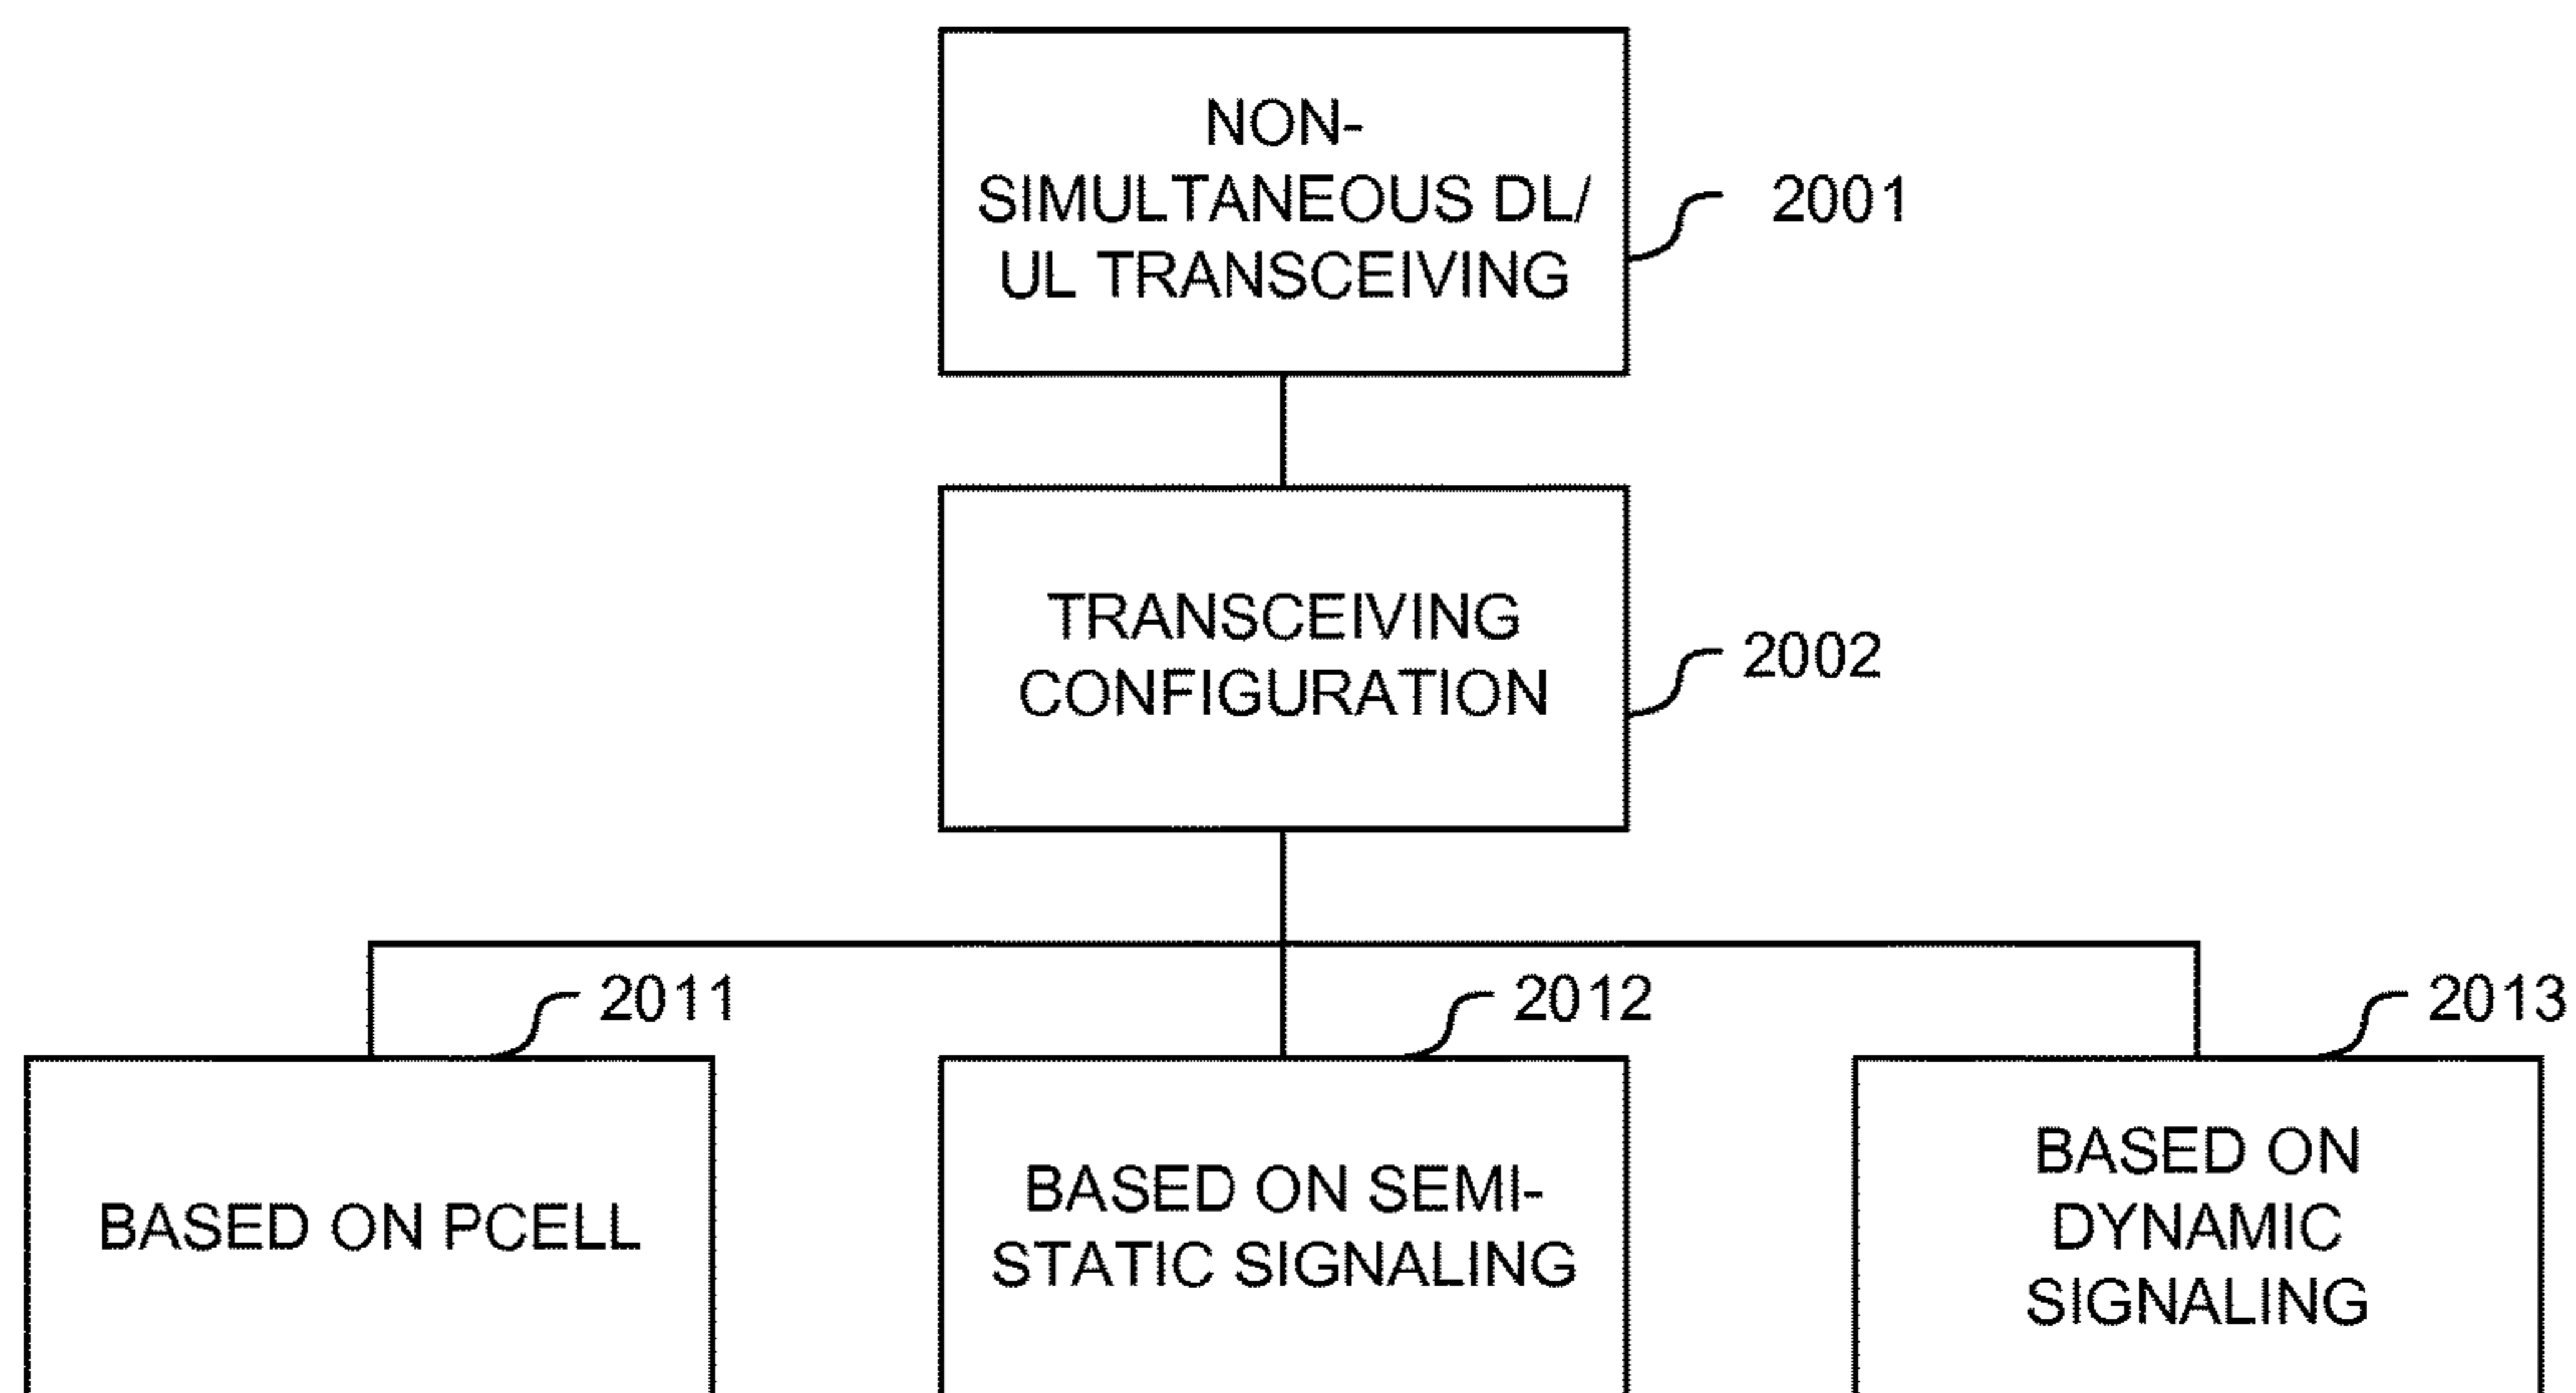 NON-
SIMULTANEOUS DL/
UL TRANSCEIVING
2001
TRANSCEIVING
CONFIGURATION
2002
2011
2012
2013
BASED ON PCELL
BASED ON SEMI-
STATIC SIGNALING
BASED ON
DYNAMIC
SIGNALING